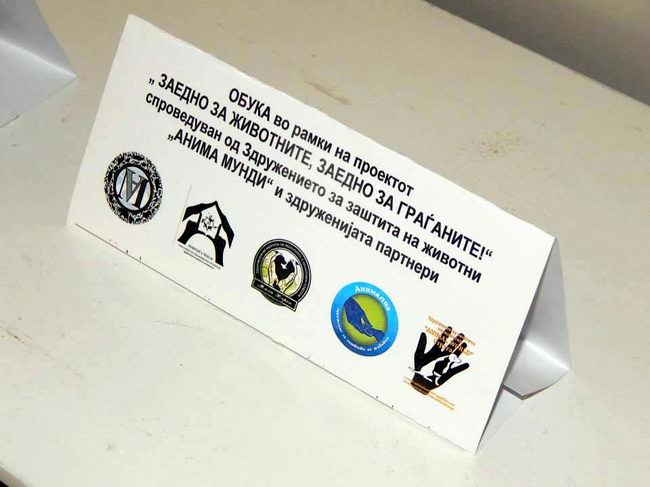 ОБУКА во рамки на проектот
„ ЗАЕДНО ЗА ЖИВОТНИТЕ, ЗАЕДНО ЗА ГРАЃАНИТЕ!“
спроведуван од Здружението за заштита на животни
„АНИМА МУНДИ“ и здруженијата партнери
Анималия